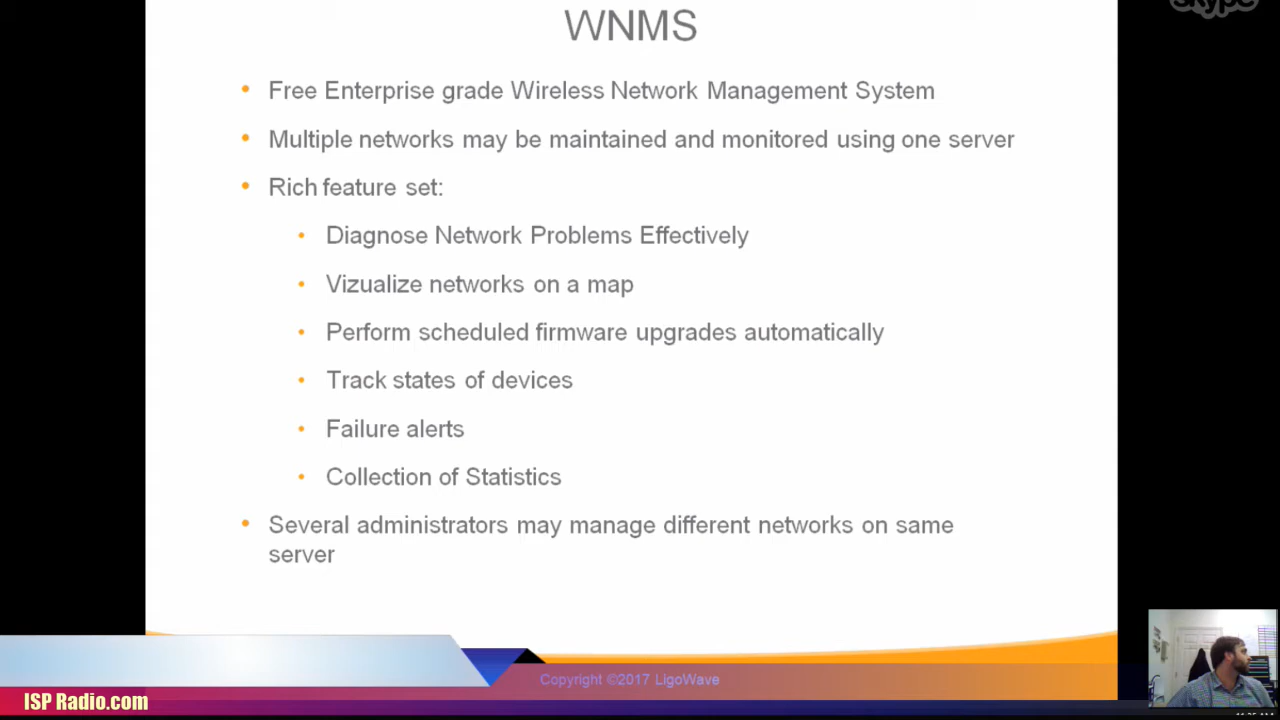 skype
WNMS
• Free Enterprise grade Wireless Network Management System
• Multiple networks may be maintained and monitored using one server
• Rich feature set:
• Diagnose Network Problems Effectively
• Vizualize networks on a map
• Perform scheduled firmware upgrades automatically
• Track states of devices
• Failure alerts
• Collection of Statistics
• Several administrators may manage different networks on same
server
Copyright ©2017 LigoWave
ISP Radio.com